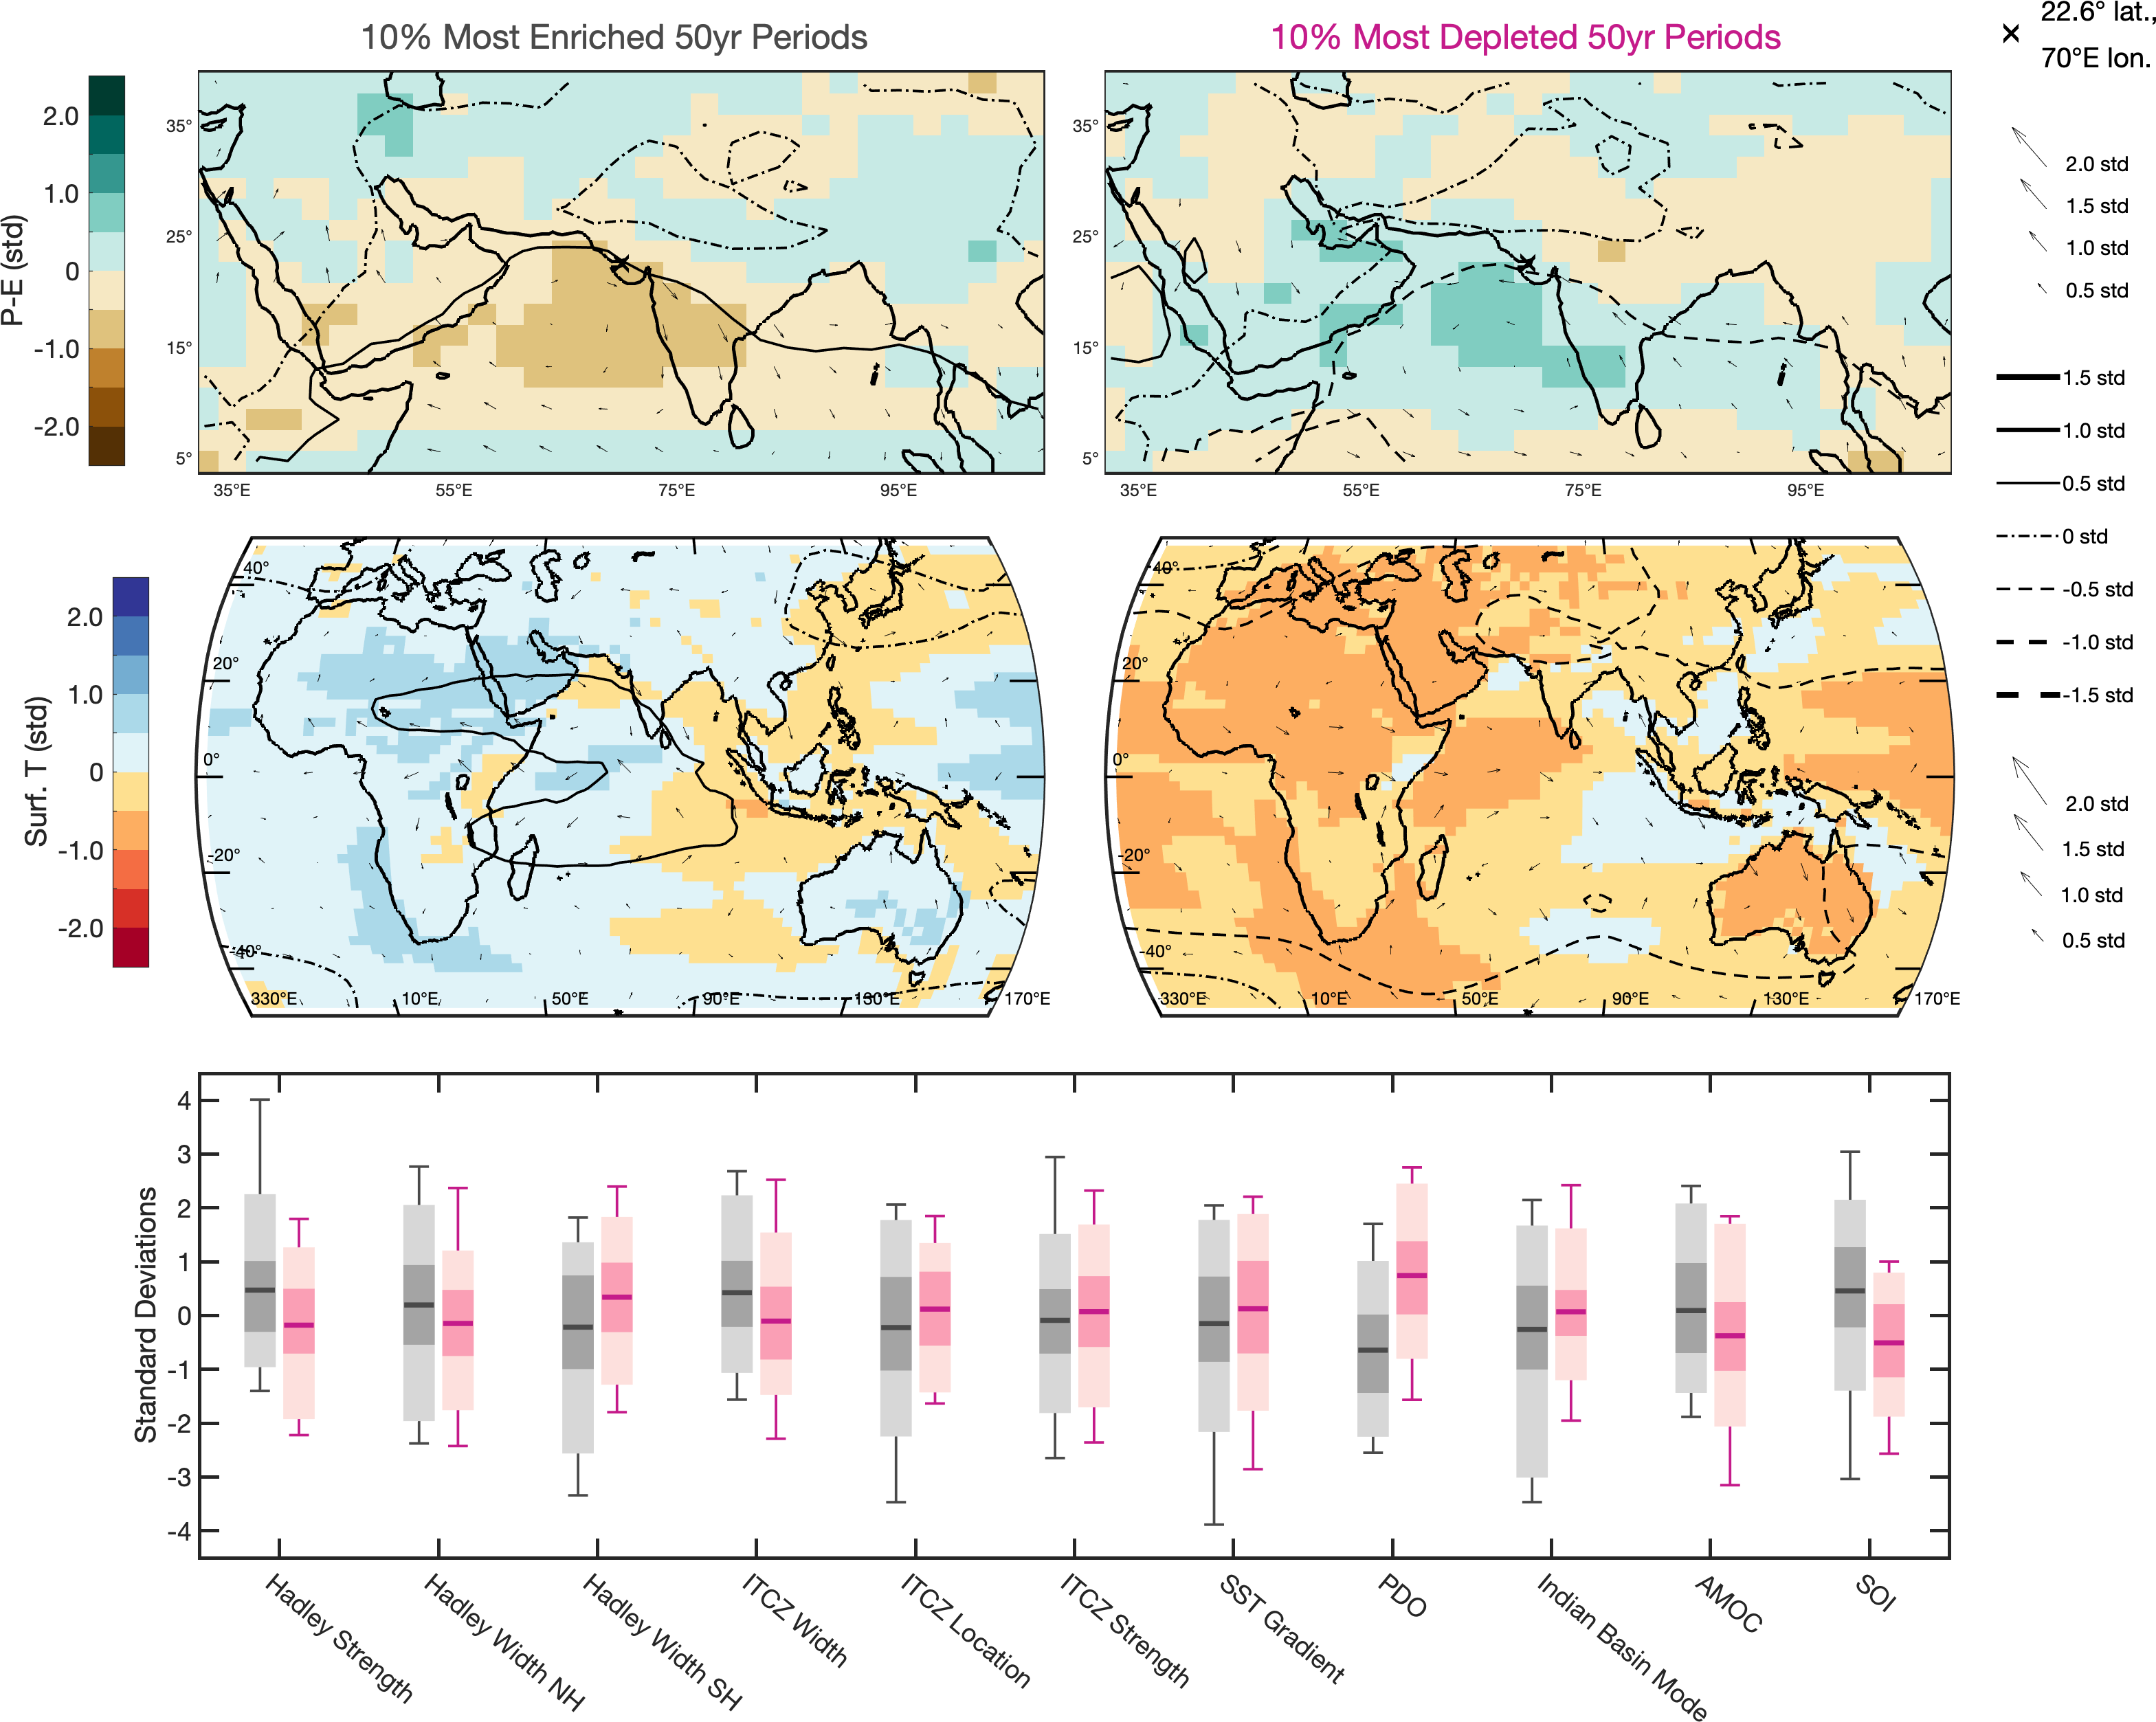 10% Most Enriched 50yr Periods
10% Most Depleted 50yr Periods
22.6° lat.,
70°E lon.
P-E (std)
2.0
1.0
0
-1.0
-2.0
35°
25°
15°
5°
35°E 55°E 75°E 95°E
35°
25°
15°
5°
35°E 55°E 75°E 95°E
2.0 std
1.5 std
1.0 std
0.5 std
1.5 std
1.0 std
0.5 std
0 std
-0.5 std
-1.0 std
-1.5 std
2.0 std
1.5 std
1.0 std
0.5 std
Surf. T (std)
2.0
1.0
0
-1.0
-2.0
40°
20°
0°
-20°
-40°
330°E 10°E 50°E 90°E 130°E 170°E
40°
20°
0°
-20°
-40°
330°E 10°E 50°E 90°E 130°E 170°E
Standard Deviations
4
3
2
1
0
-1
-2
-3
-4
Hadley Strength
Hadley Width NH
Hadley Width SH
ITCZ Width
ITCZ Location
ITCZ Strength
SST Gradient
PDO
Indian Basin Mode
AMOC
SOI